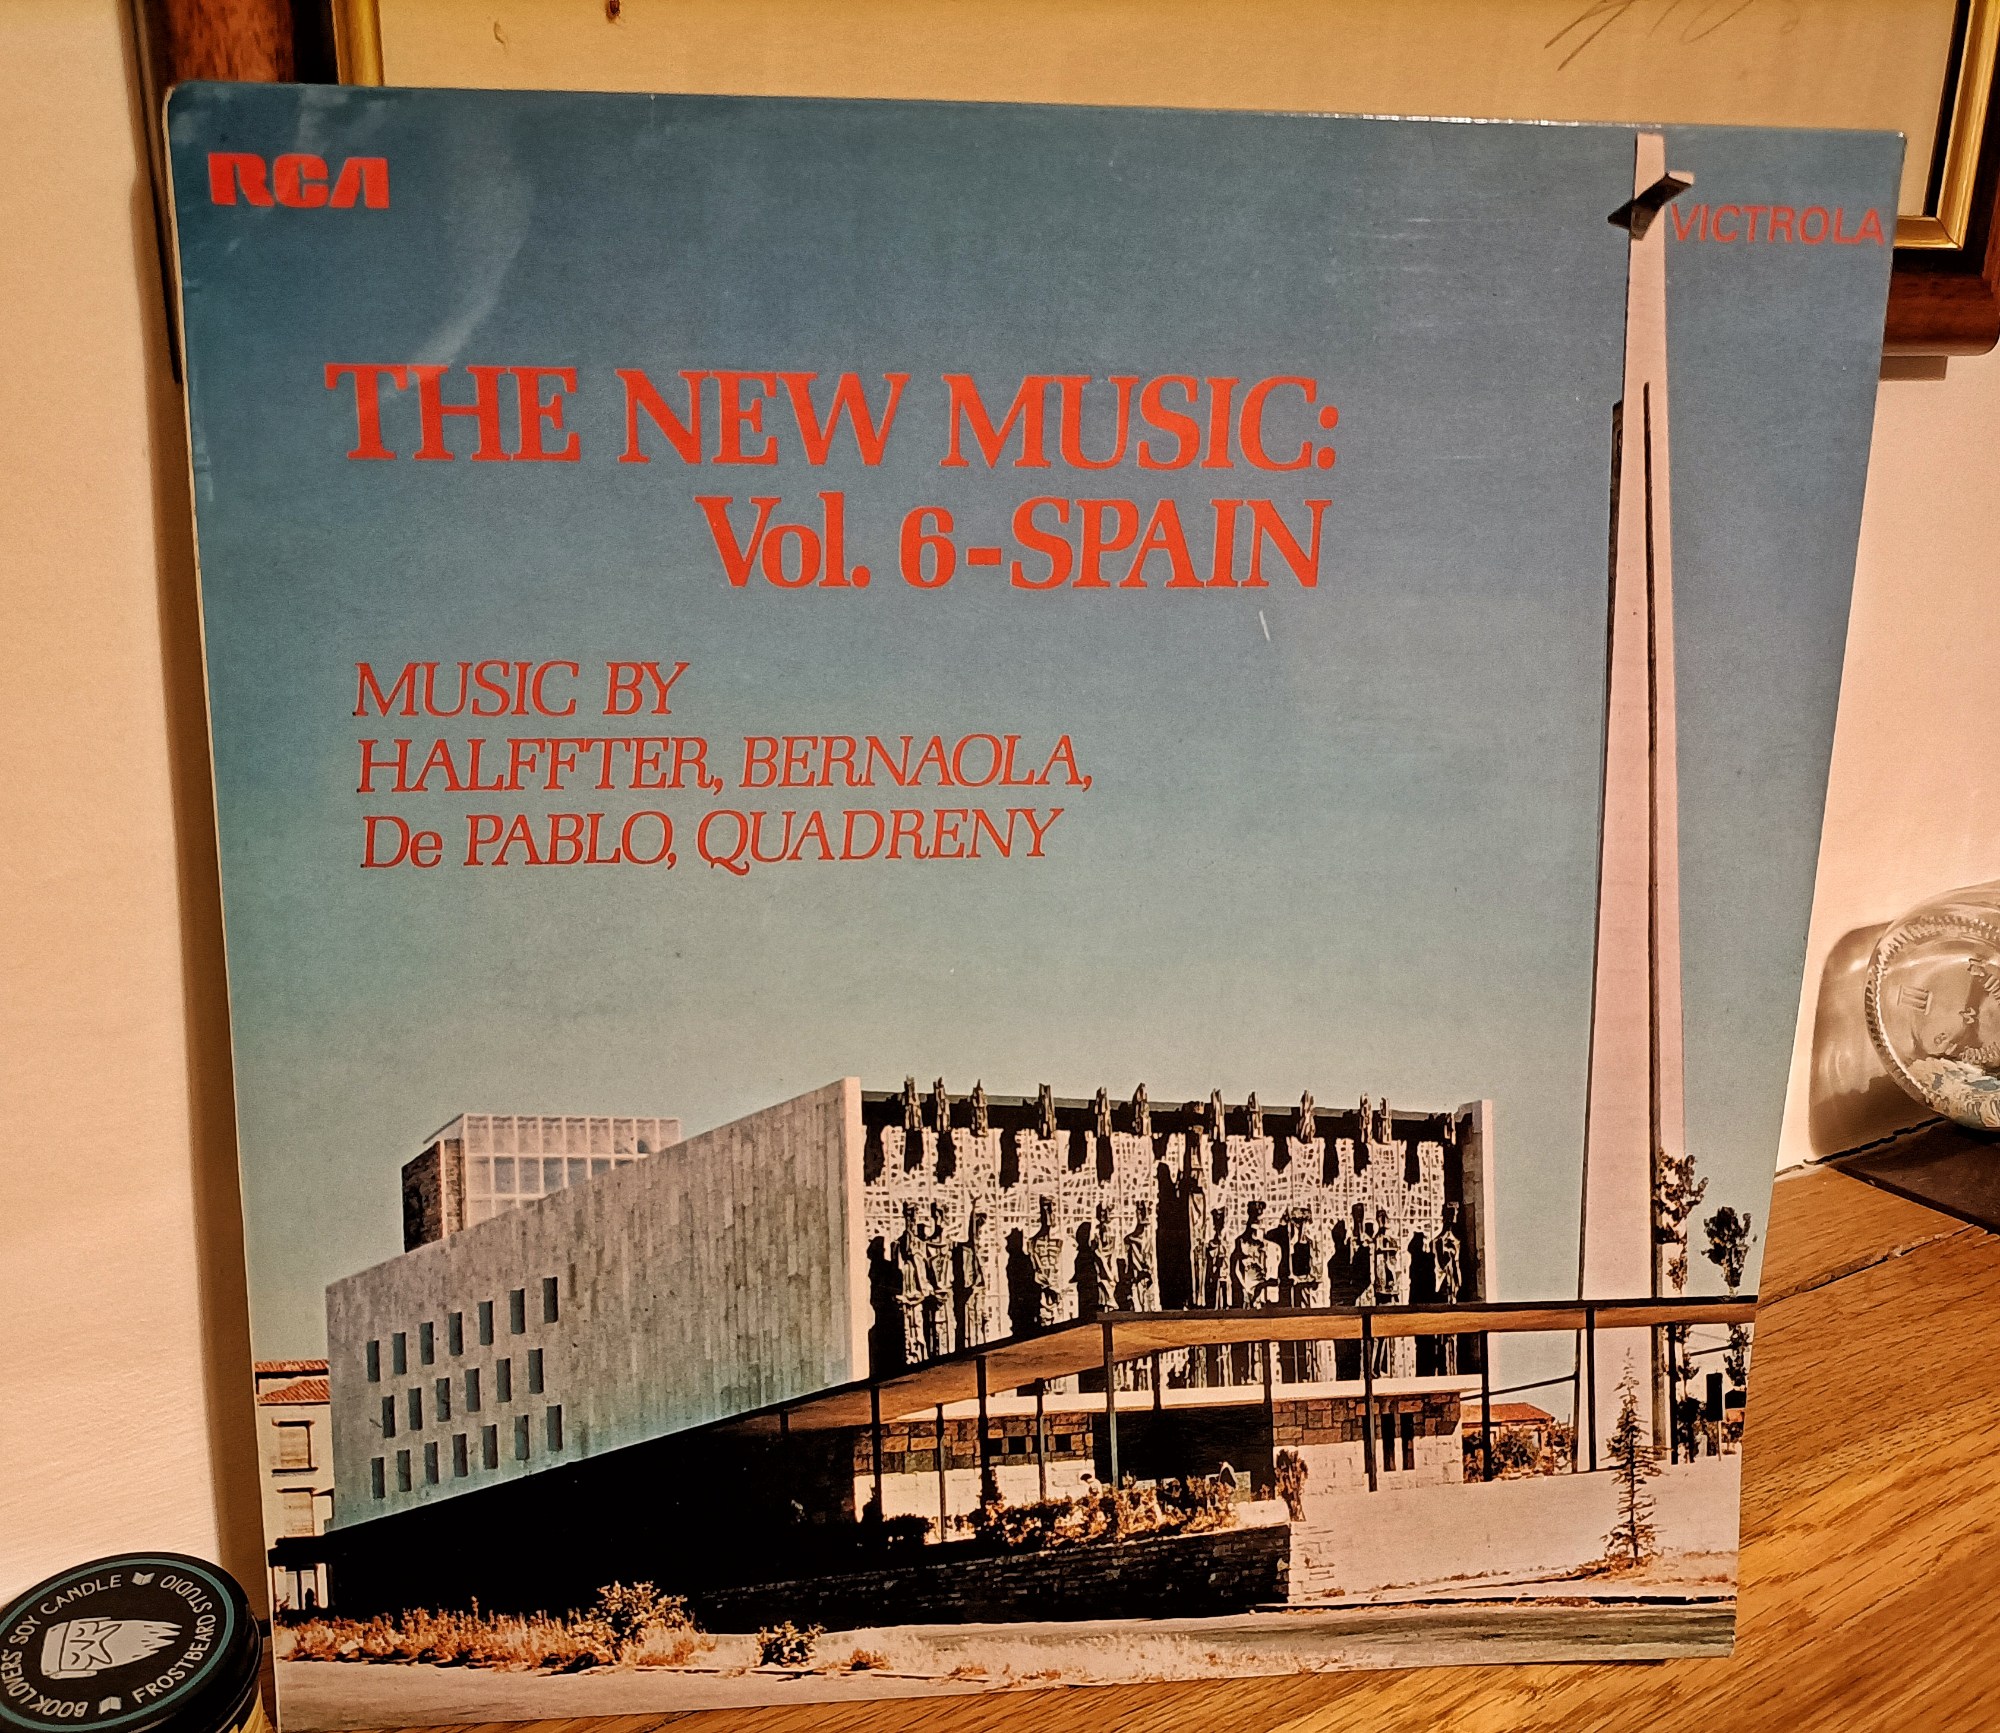 RCA
VICTROLA
THE NEW MUSIC:
Vol. 6-SPAIN
MUSIC BY
HALFFTER, BERNAOLA,
De PABLO, QUADRENY
BOOK LOVERS' SOY CANDLE
FROSTBEARD STUDIO